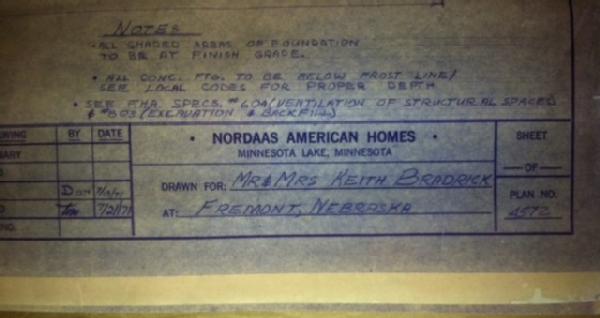 NOTES
- ALL SHADED AREAS OF FOUNDATION
TO BE AT FINISH GRADE.
• ALL CONC. FTG. TO BE BELOW FROST LINE/
SEE LOCAL CODES FOR PROPER DEPTH
• SEE FHA. SPECS. #604 (VENTILATION OF STRUCTURAL SPACES)
& #803 (EXCAVATION & BACKFILL)
BY DATE
• NORDAAS AMERICAN HOMES •
MINNESOTA LAKE, MINNESOTA
DRAWN FOR: MR & MRS KEITH BRADRICK
AT: FREMONT, NEBRASKA
SHEET
— OF —
PLAN NO.
4572